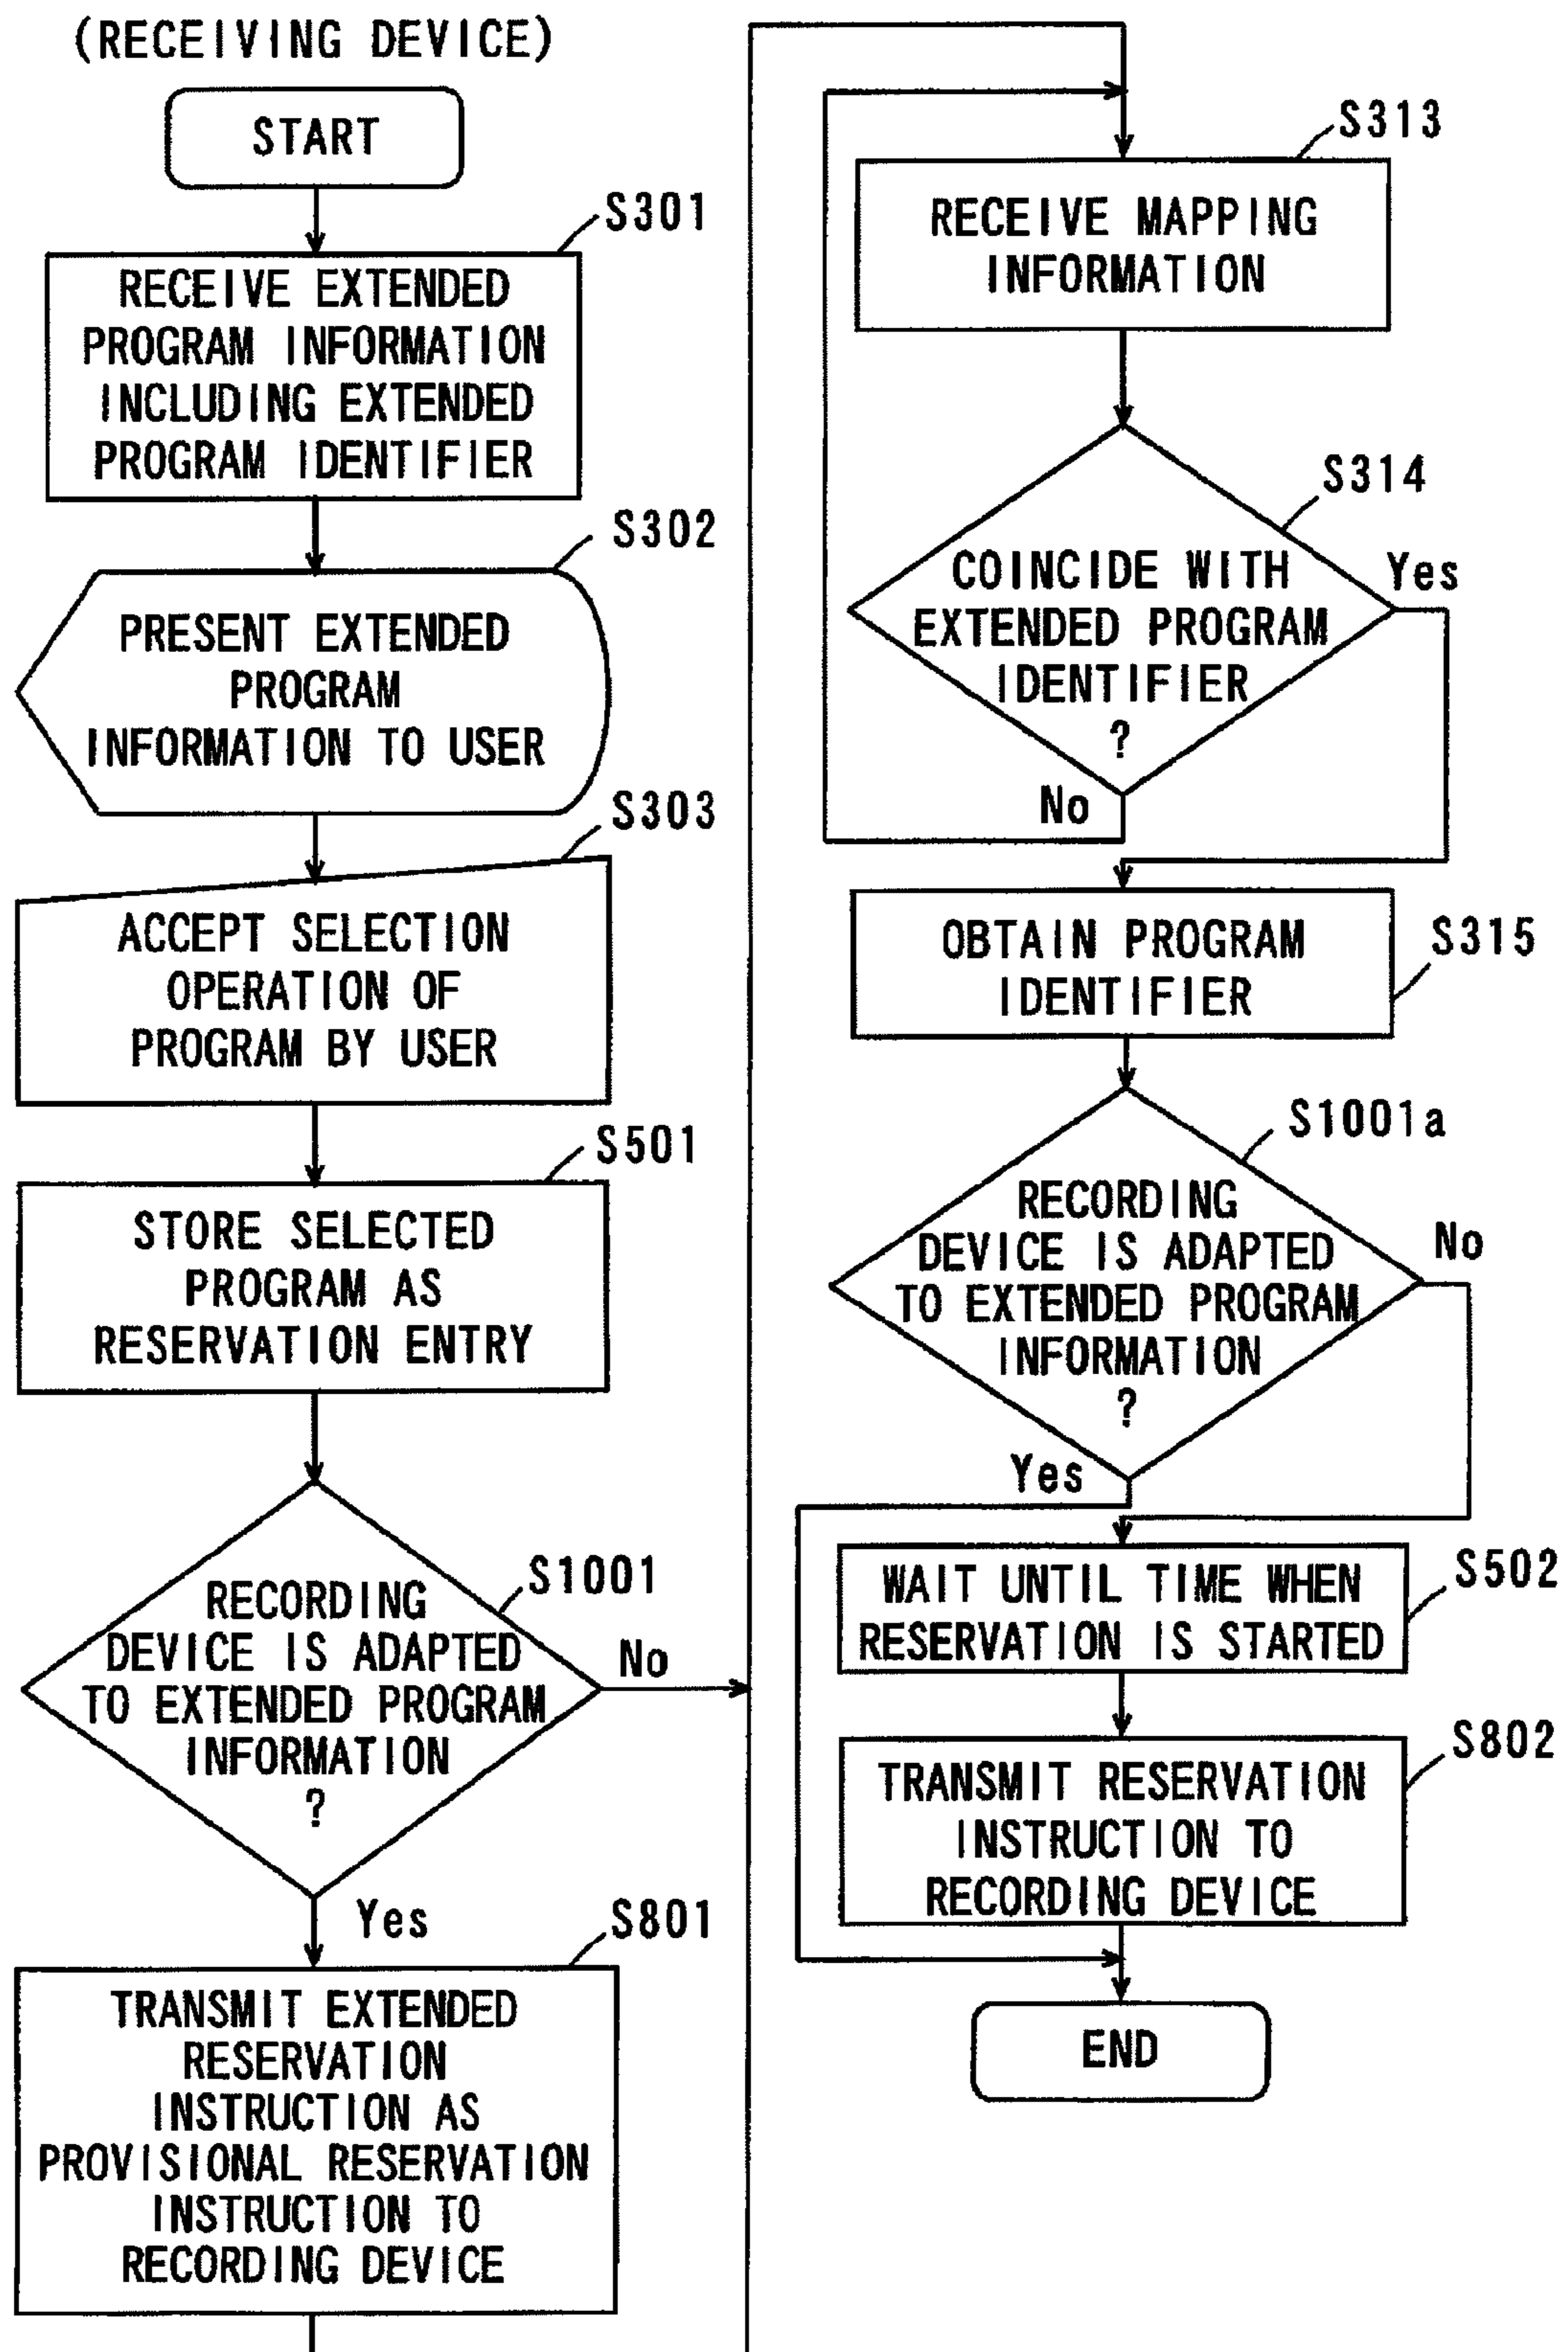 (RECEIVING DEVICE)
START
S301
RECEIVE EXTENDED
PROGRAM INFORMATION
INCLUDING EXTENDED
PROGRAM IDENTIFIER
S302
PRESENT EXTENDED
PROGRAM
INFORMATION TO USER
S303
ACCEPT SELECTION
OPERATION OF
PROGRAM BY USER
S501
STORE SELECTED
PROGRAM AS
RESERVATION ENTRY
S1001
RECORDING
DEVICE IS ADAPTED
TO EXTENDED PROGRAM
INFORMATION
?
No
Yes
S801
TRANSMIT EXTENDED
RESERVATION
INSTRUCTION AS
PROVISIONAL RESERVATION
INSTRUCTION TO
RECORDING DEVICE
S313
RECEIVE MAPPING
INFORMATION
S314
COINCIDE WITH
EXTENDED PROGRAM
IDENTIFIER
?
Yes
No
OBTAIN PROGRAM
IDENTIFIER
S315
S1001a
RECORDING
DEVICE IS ADAPTED
TO EXTENDED PROGRAM
INFORMATION
?
No
Yes
WAIT UNTIL TIME WHEN
RESERVATION IS STARTED
S502
S802
TRANSMIT RESERVATION
INSTRUCTION TO
RECORDING DEVICE
END